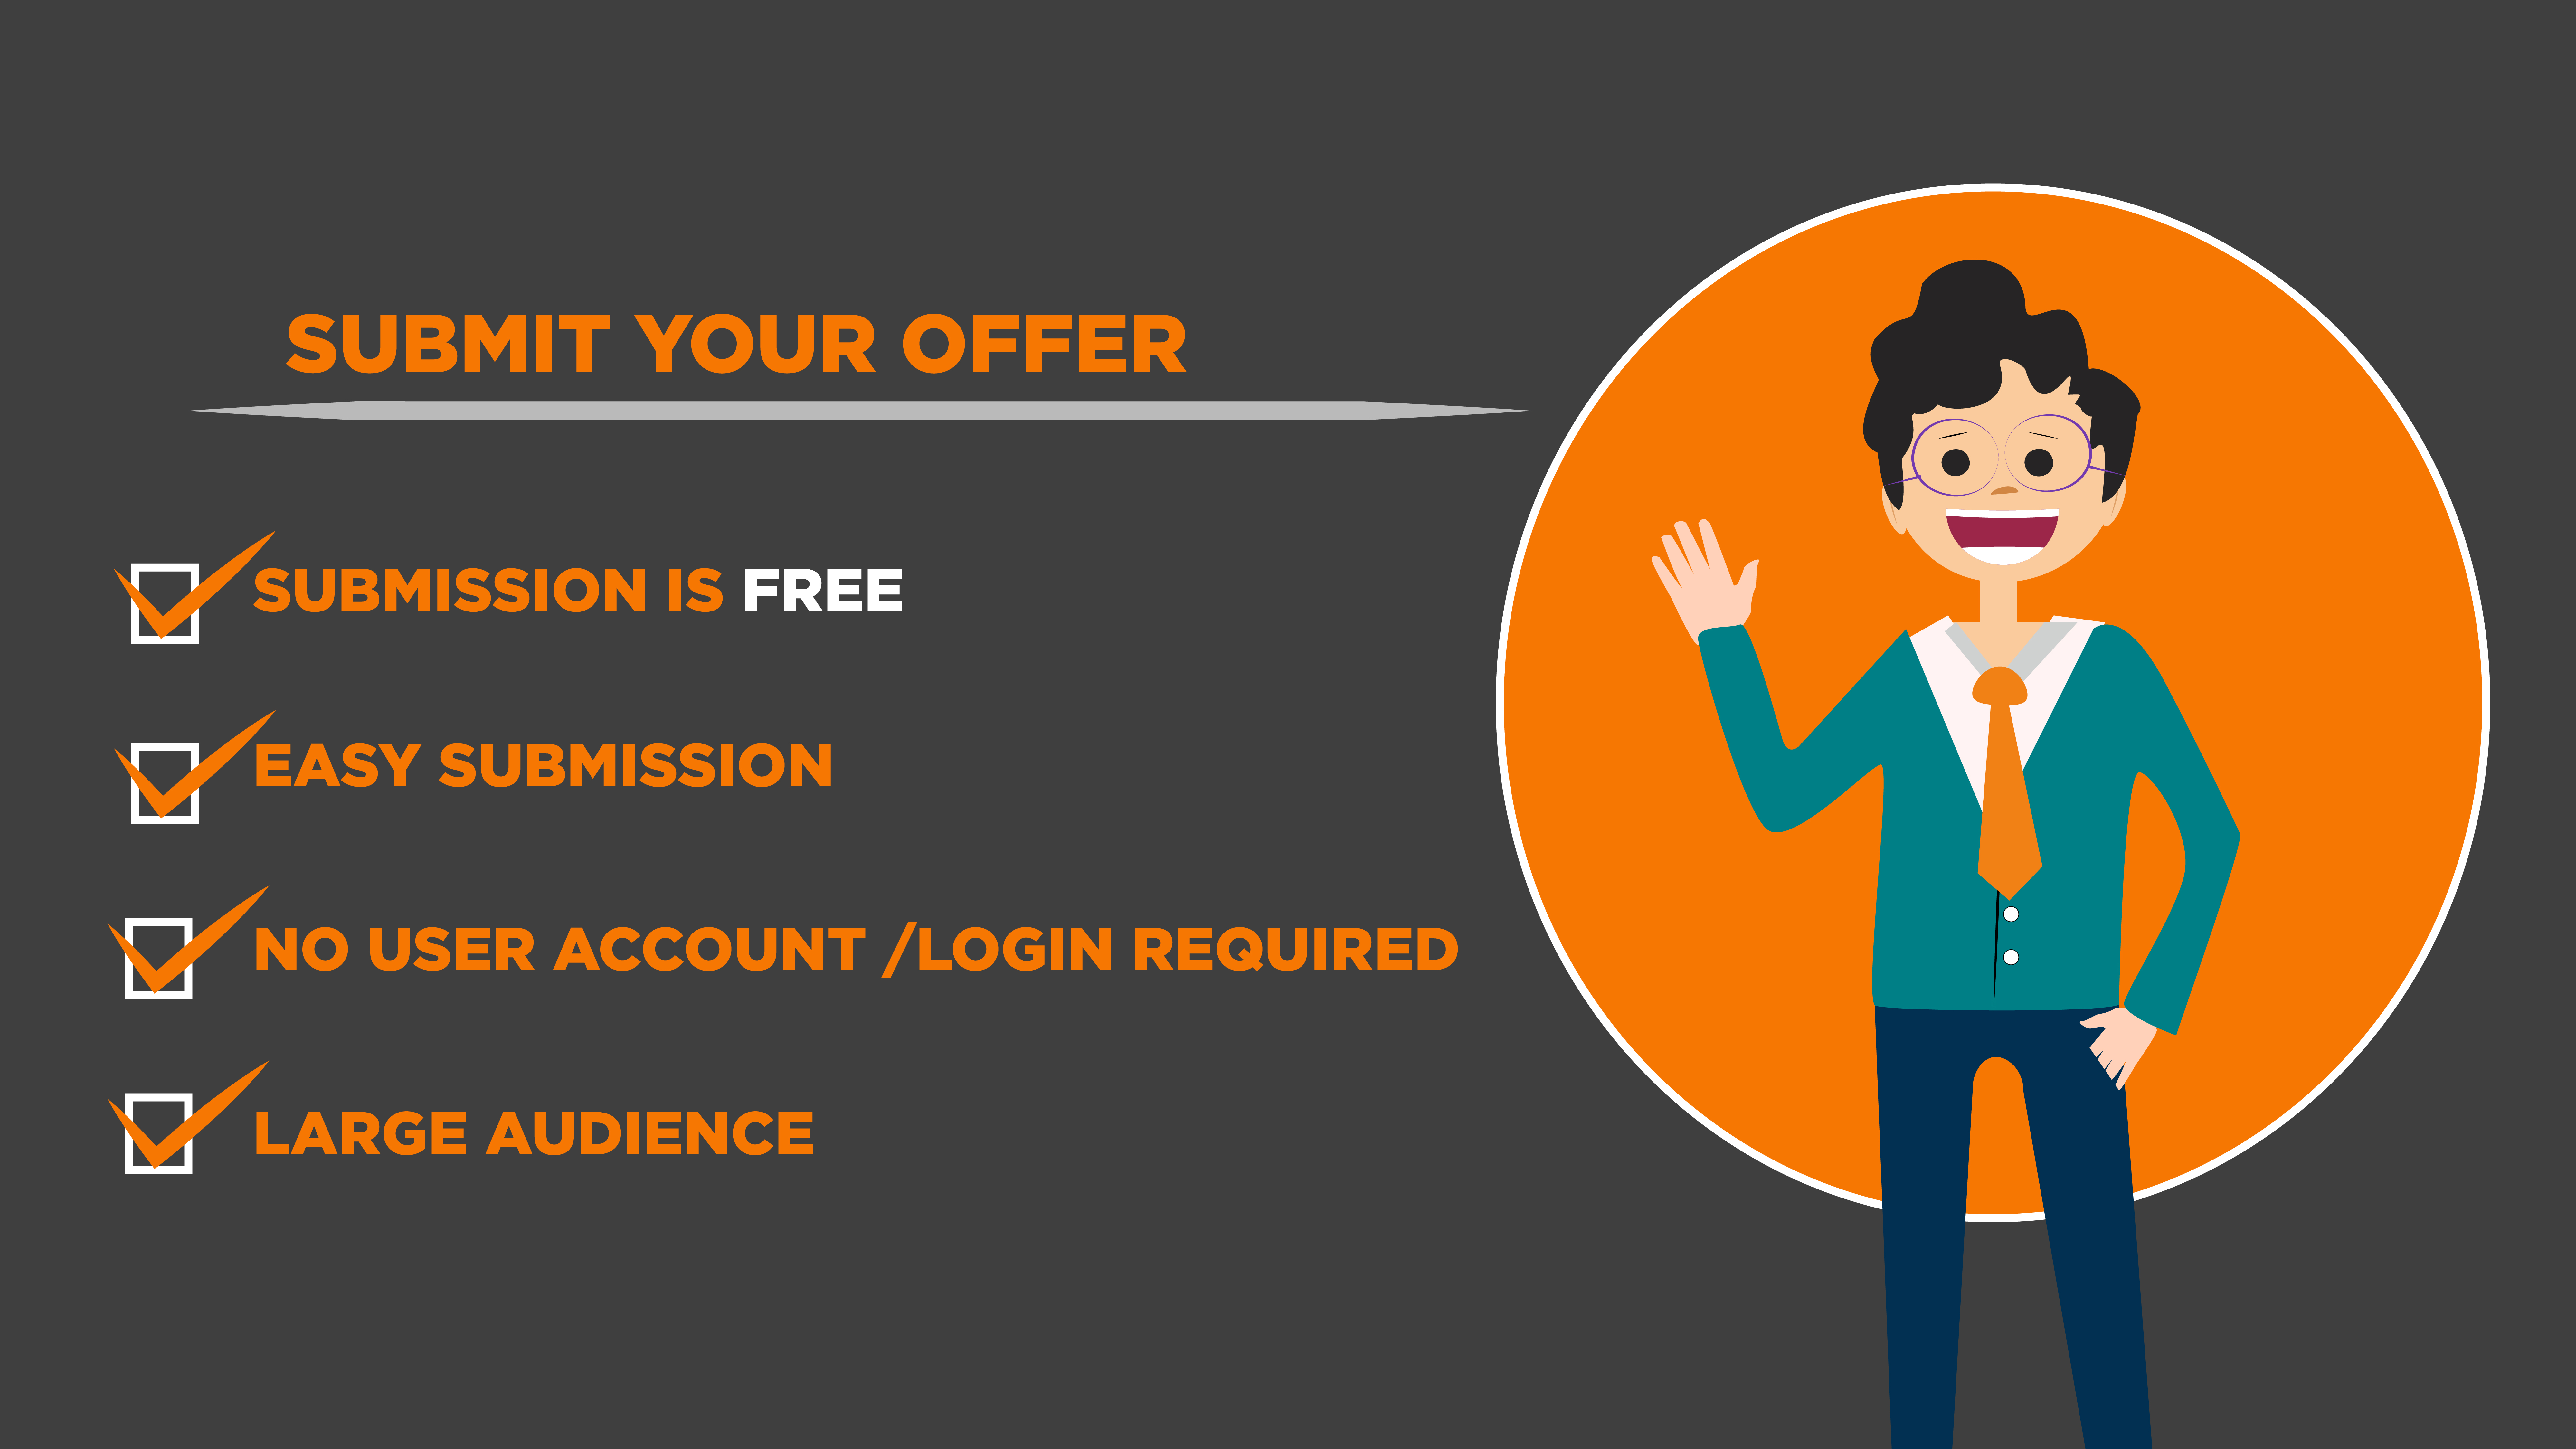 SUBMIT YOUR OFFER
SUBMISSION IS FREE
EASY SUBMISSION
NO USER ACCOUNT /LOGIN REQUIRED
LARGE AUDIENCE